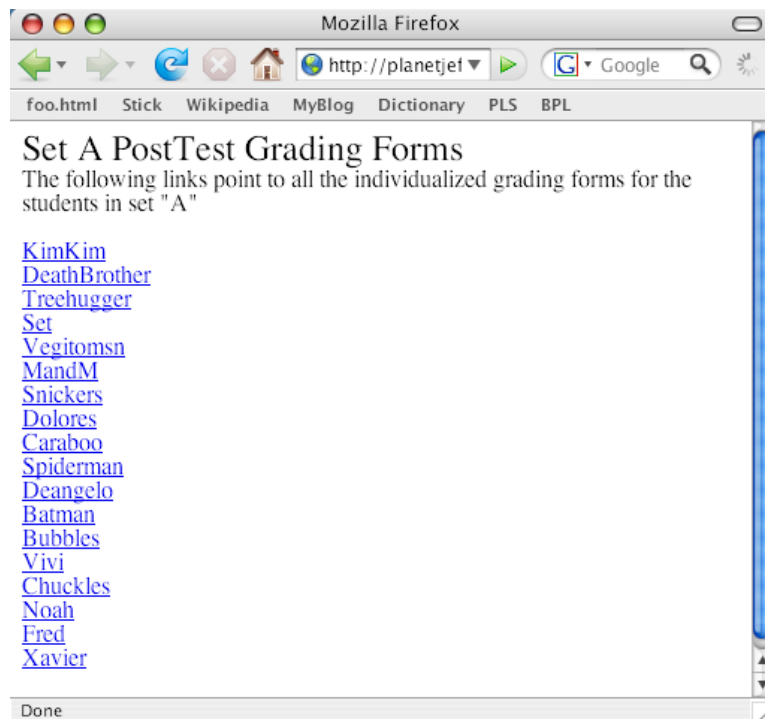 Mozilla Firefox
http://planetjef
G Google
foo.html Stick Wikipedia MyBlog Dictionary PLS BPL
Set A PostTest Grading Forms
The following links point to all the individualized grading forms for the
students in set "A"
KimKim
DeathBrother
Treehugger
Set
Vegitomsn
MandM
Snickers
Dolores
Caraboo
Spiderman
Deangelo
Batman
Bubbles
Vivi
Chuckles
Noah
Fred
Xavier
Done